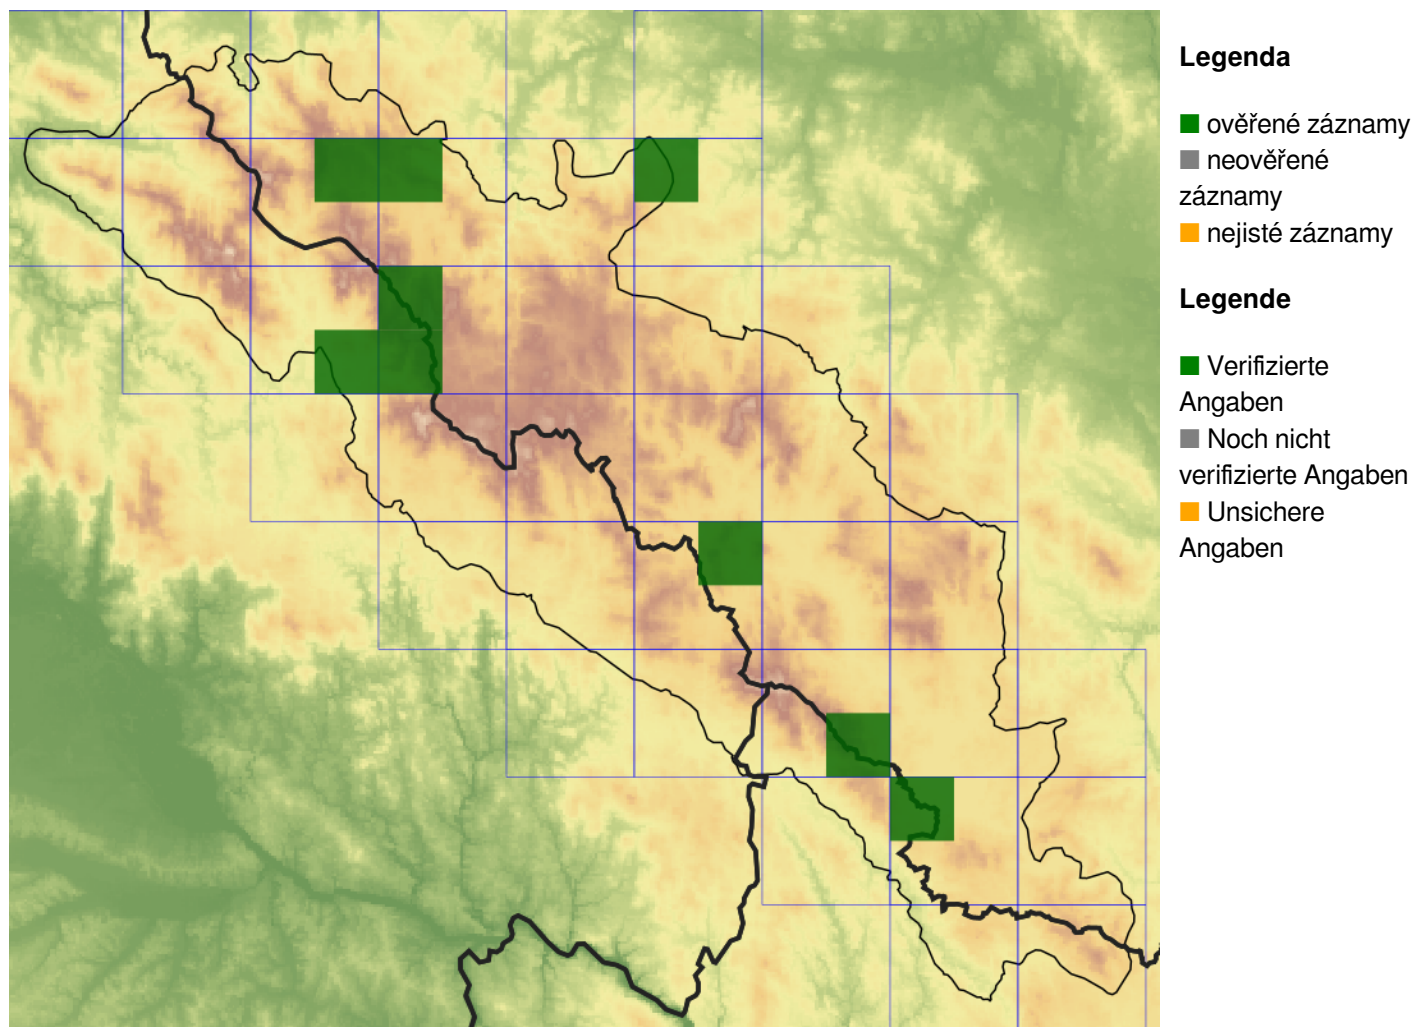 Legenda
ověřené záznamy
neověřené
záznamy
nejisté záznamy
Legende
Verifizierte
Angaben
Noch nicht
verifizierte Angaben
Unsichere
Angaben